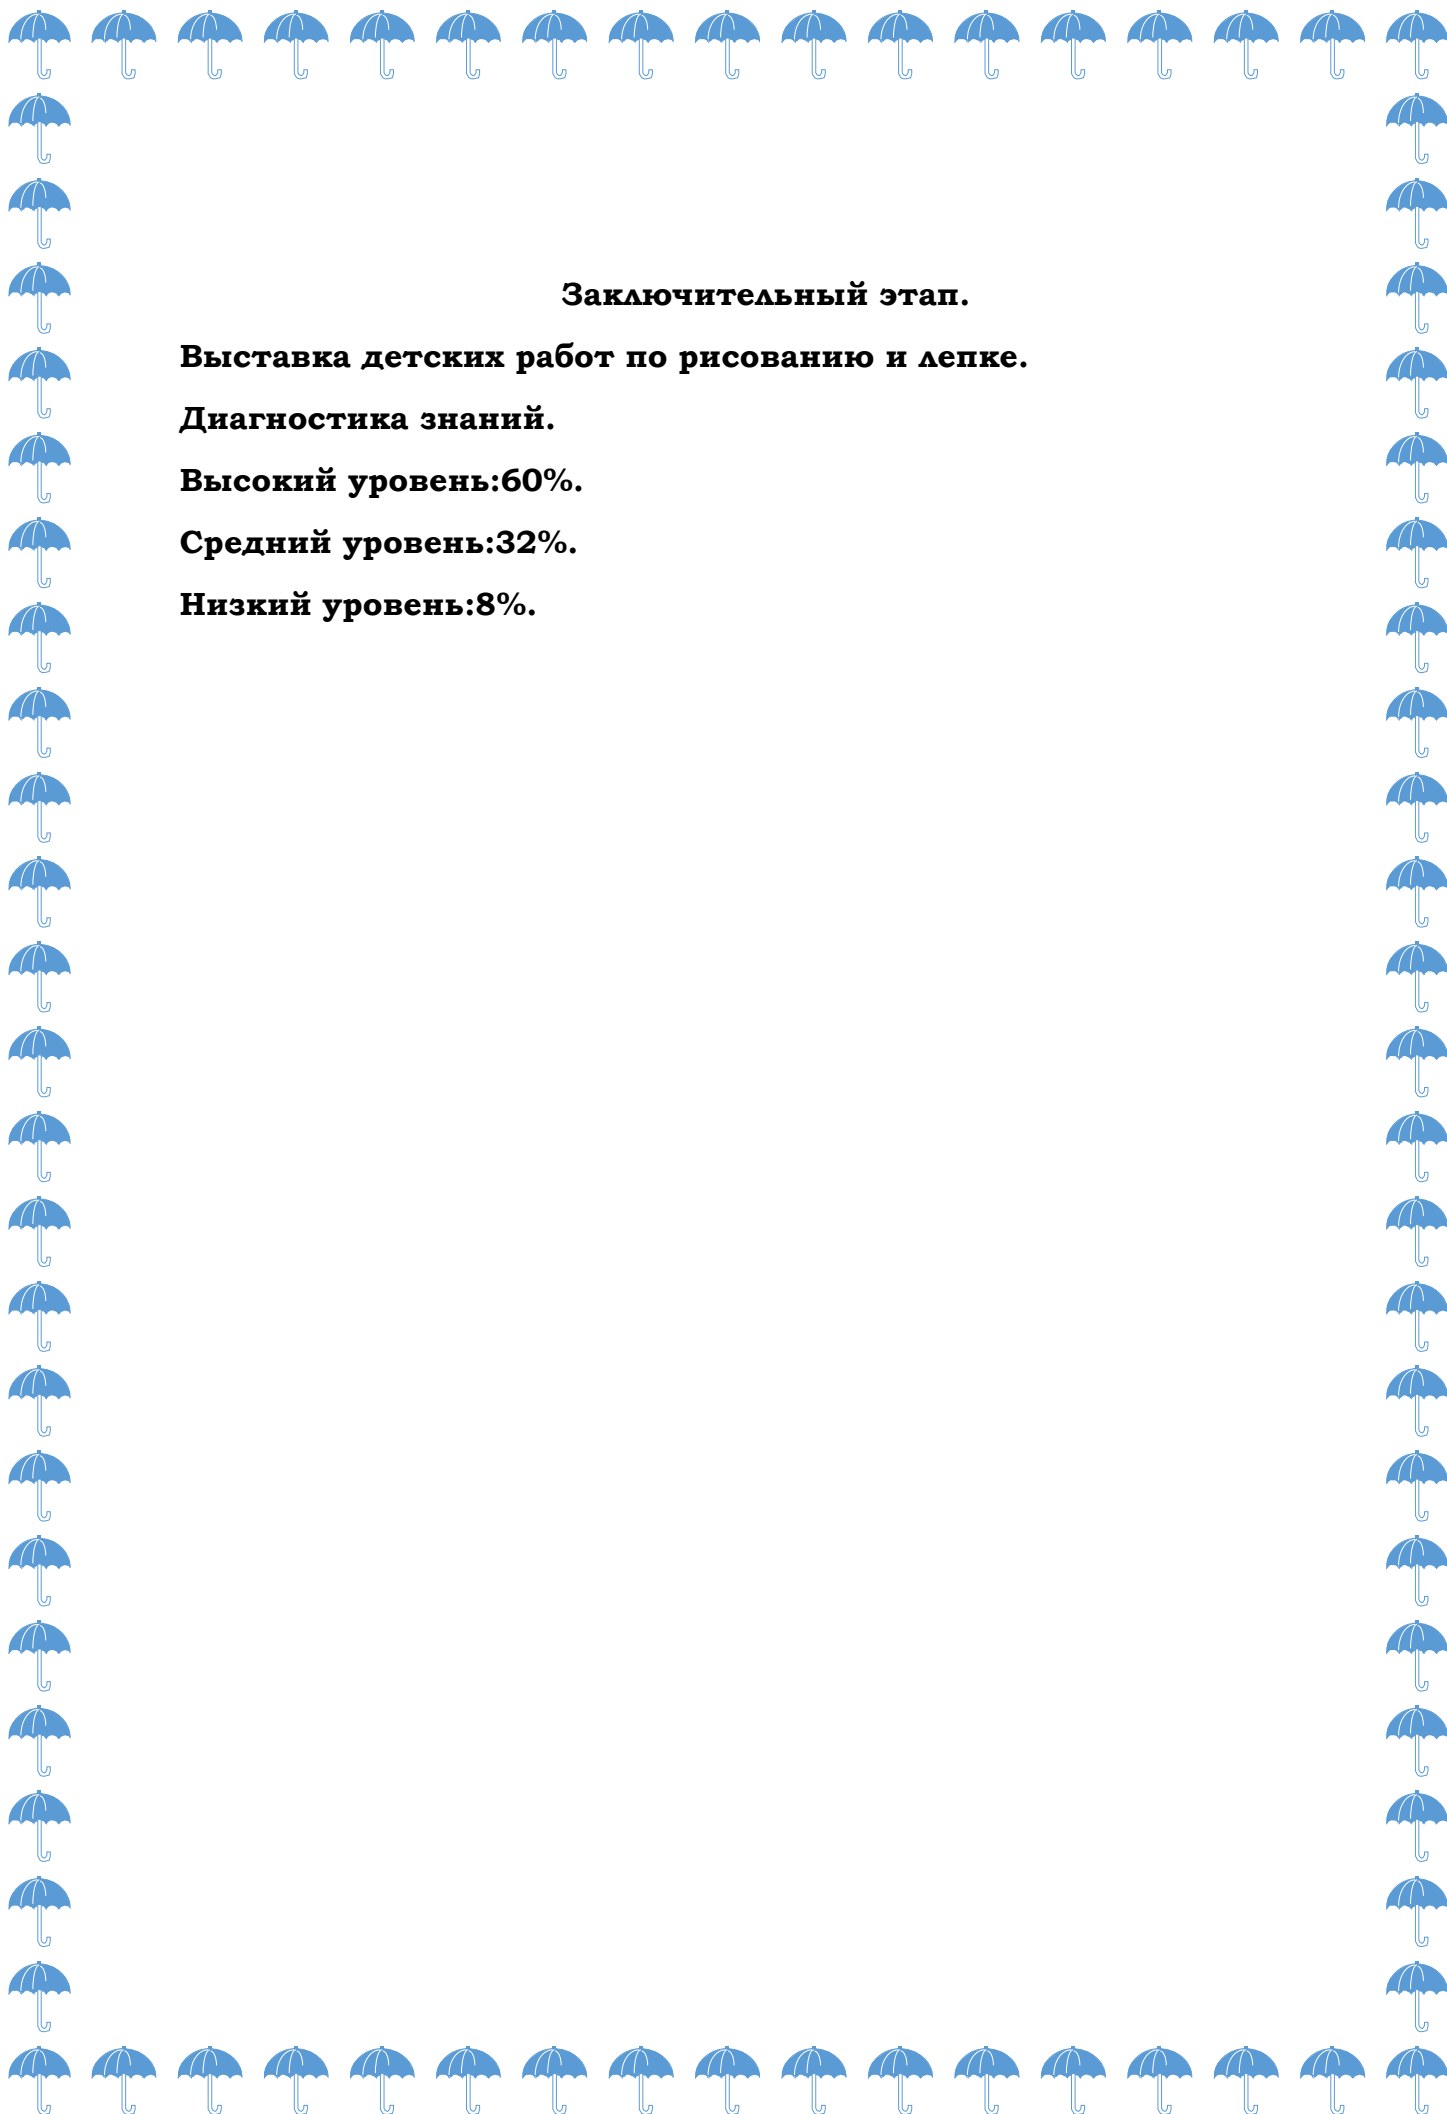 Заключительный этап.
Выставка детских работ по рисованию и лепке.
Диагностика знаний.
Высокий уровень:60%.
Средний уровень:32%.
Низкий уровень:8%.